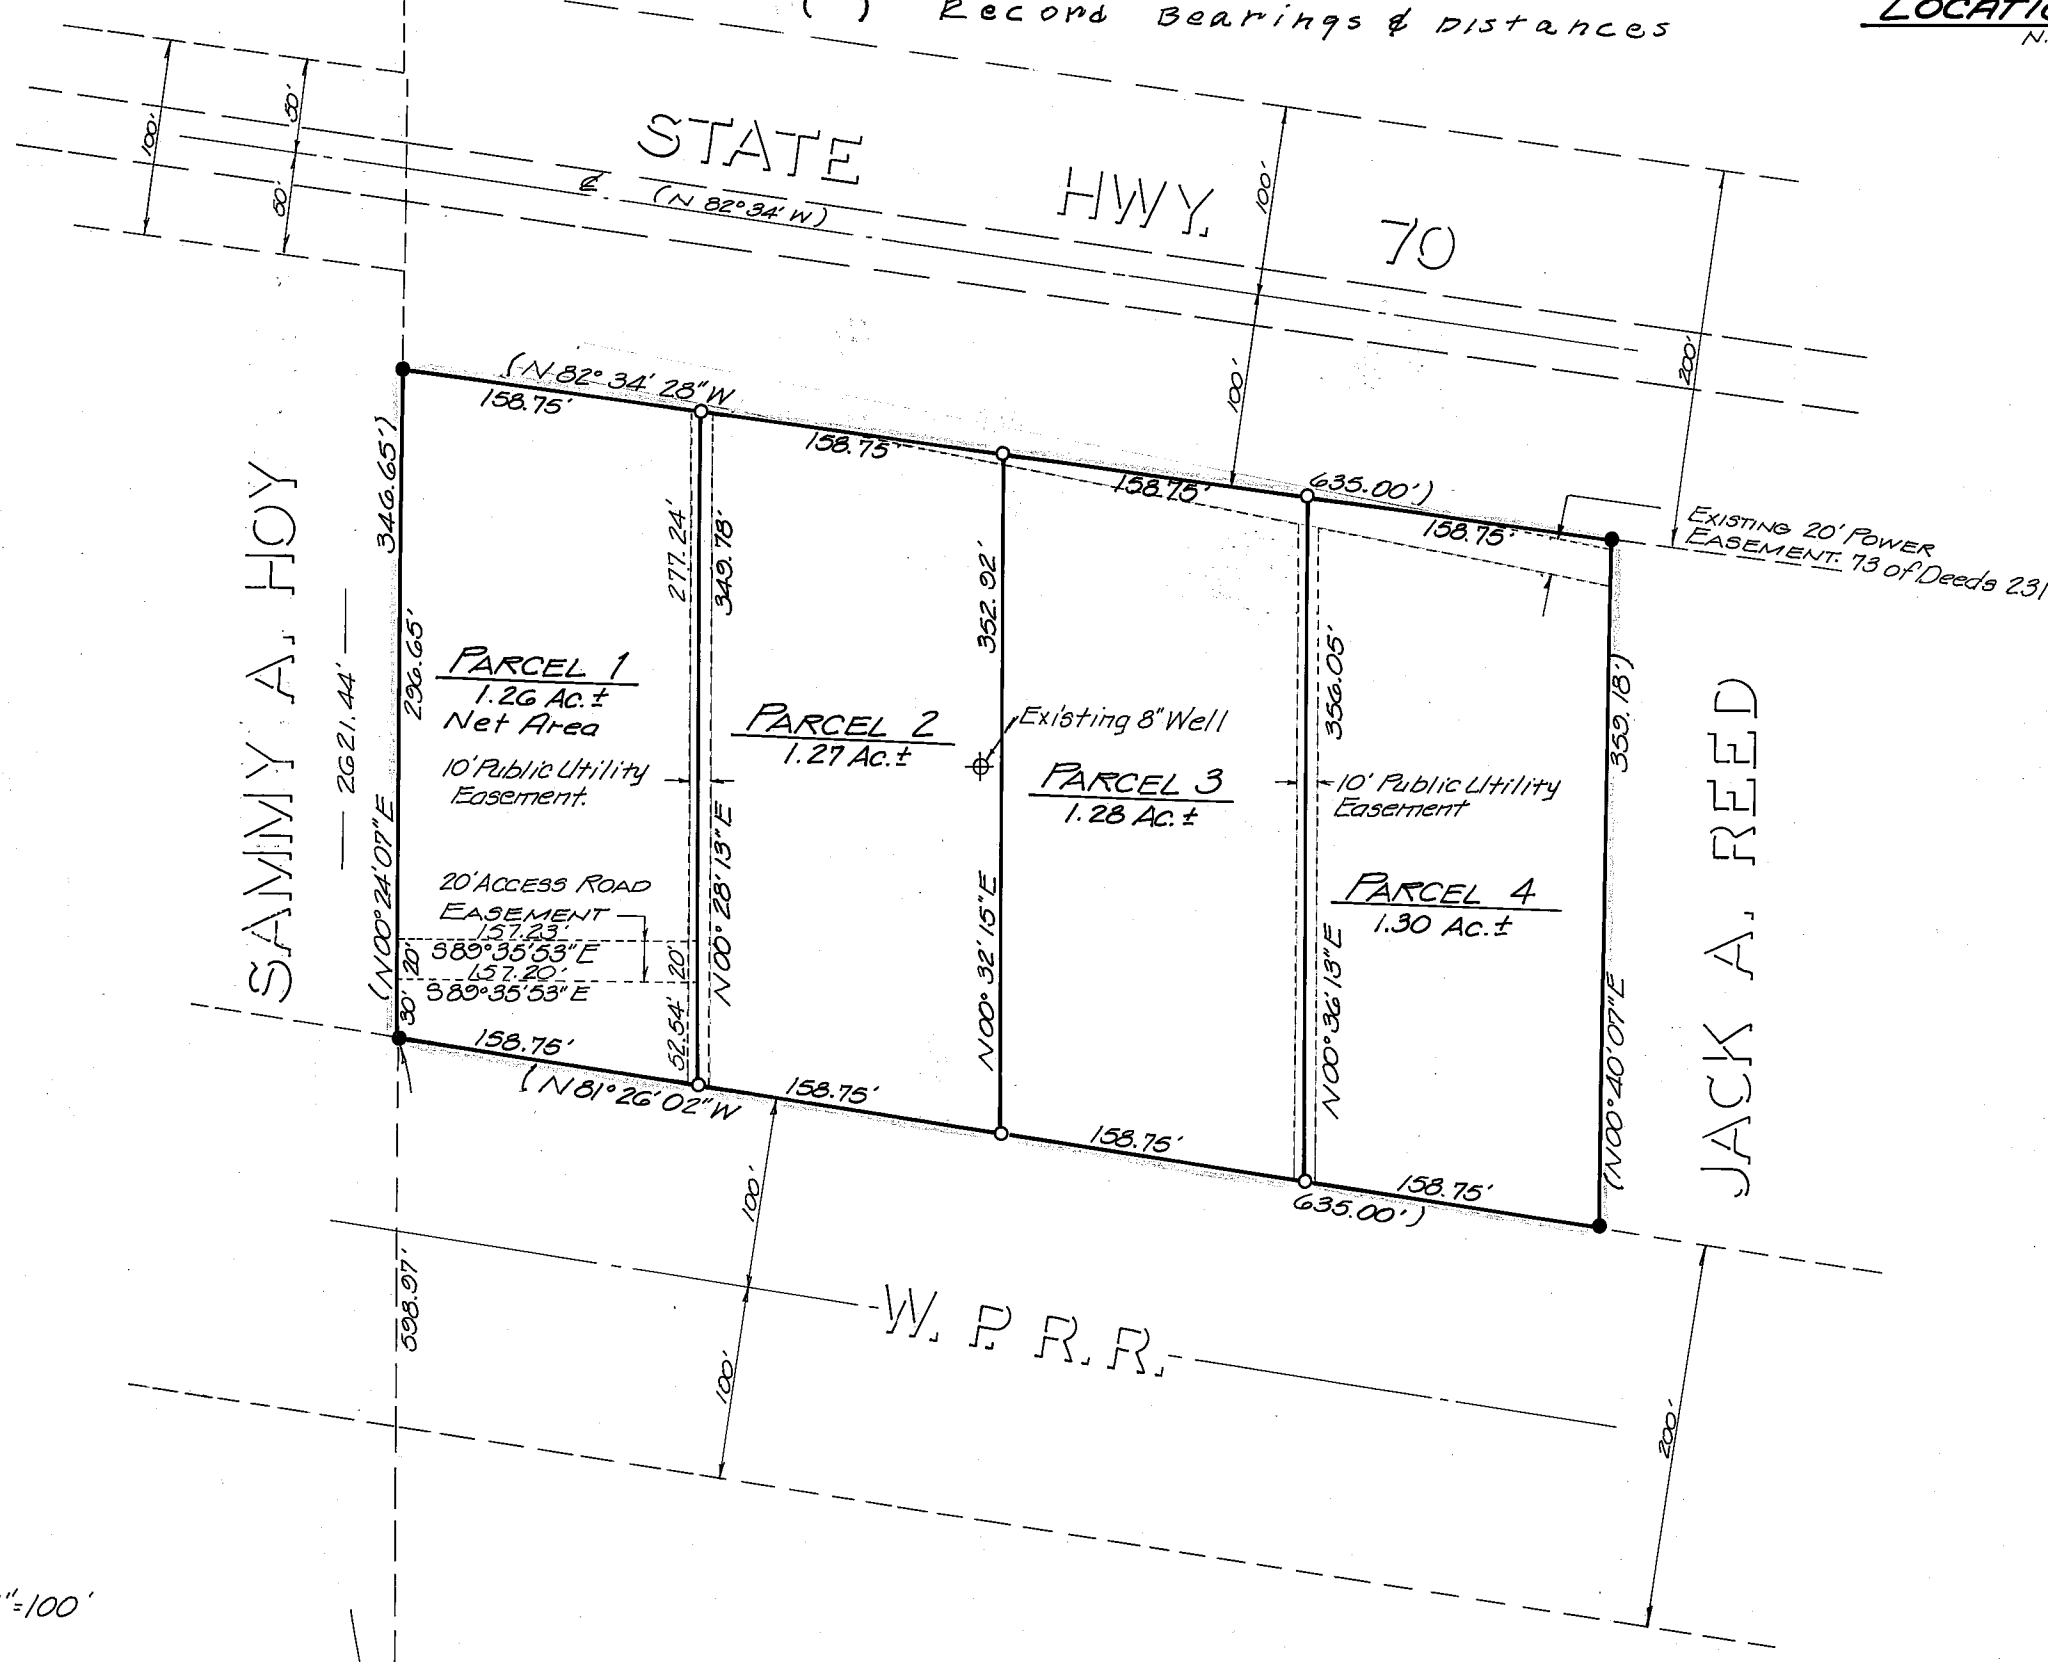 ( ) Record Bearings & Distances
100'
50'
50'
STATE HWY. 70
℄
(N 82°34' W)
100'
100'
200'
(N 82° 34' 28" W
635.00')
158.75'
158.75'
158.75'
158.75'
EXISTING 20' POWER
EASEMENT. 73 of Deeds 231
SAMMY A. HOY
2621.44'
(N00°24'07"E
346.65')
296.65'
20'
30'
PARCEL 1
1.26 AC.±
Net Area
10' Public Utility
Easement.
20' ACCESS ROAD
EASEMENT
157.23'
S89°35'53"E
157.20'
S89°35'53"E
277.24'
20'
52.54'
349.78'
N00°28'13"E
PARCEL 2
1.27 AC.±
Existing 8" Well
352.92'
N00°32'15"E
PARCEL 3
1.28 AC.±
356.05'
N00°36'13"E
10' Public Utility
Easement
PARCEL 4
1.30 AC.±
359.18')
(N00°40'07"E
JACK A. REED
158.75'
158.75'
158.75'
158.75'
(N81°26'02"W
635.00')
100'
100'
598.97'
W. P. R. R.
200'
"=100'